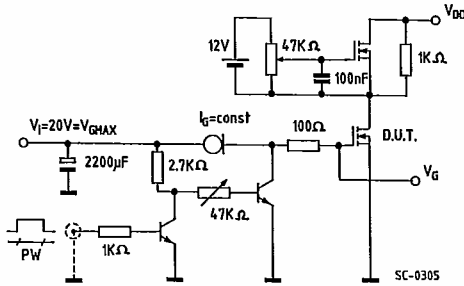 V_DD
12V
47KΩ
100nF
1KΩ
V_I=20V=V_GMAX
I_G=const
100Ω
D.U.T.
2200μF
2.7KΩ
V_G
47KΩ
PW
1KΩ
SC-0305